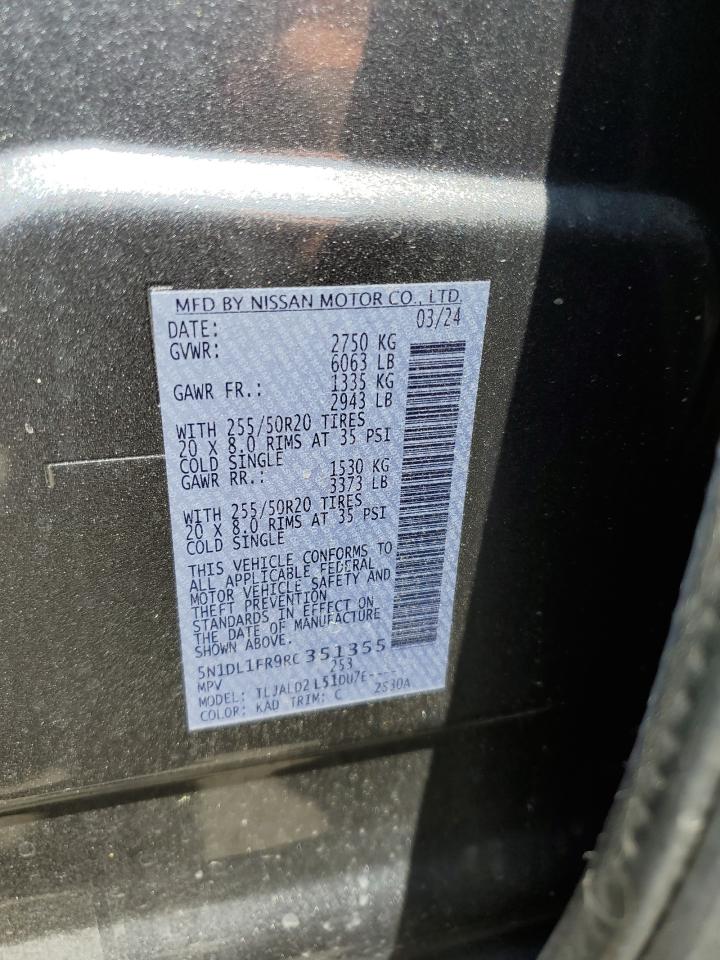 MFD BY NISSAN MOTOR CO., LTD.
DATE: 03/24
GVWR: 2750 KG
6063 LB
GAWR FR.: 1335 KG
2943 LB
WITH 255/50R20 TIRES
20 X 8.0 RIMS AT 35 PSI
COLD SINGLE
GAWR RR.: 1530 KG
3373 LB
WITH 255/50R20 TIRES
20 X 8.0 RIMS AT 35 PSI
COLD SINGLE
THIS VEHICLE CONFORMS TO
ALL APPLICABLE FEDERAL
MOTOR VEHICLE SAFETY AND
THEFT PREVENTION
STANDARDS IN EFFECT ON
THE DATE OF MANUFACTURE
SHOWN ABOVE.
5N1DL1FR9RC351355
MPV 253
MODEL: TLJALD2 L51DU7E----
COLOR: KAD TRIM: C 2S30A